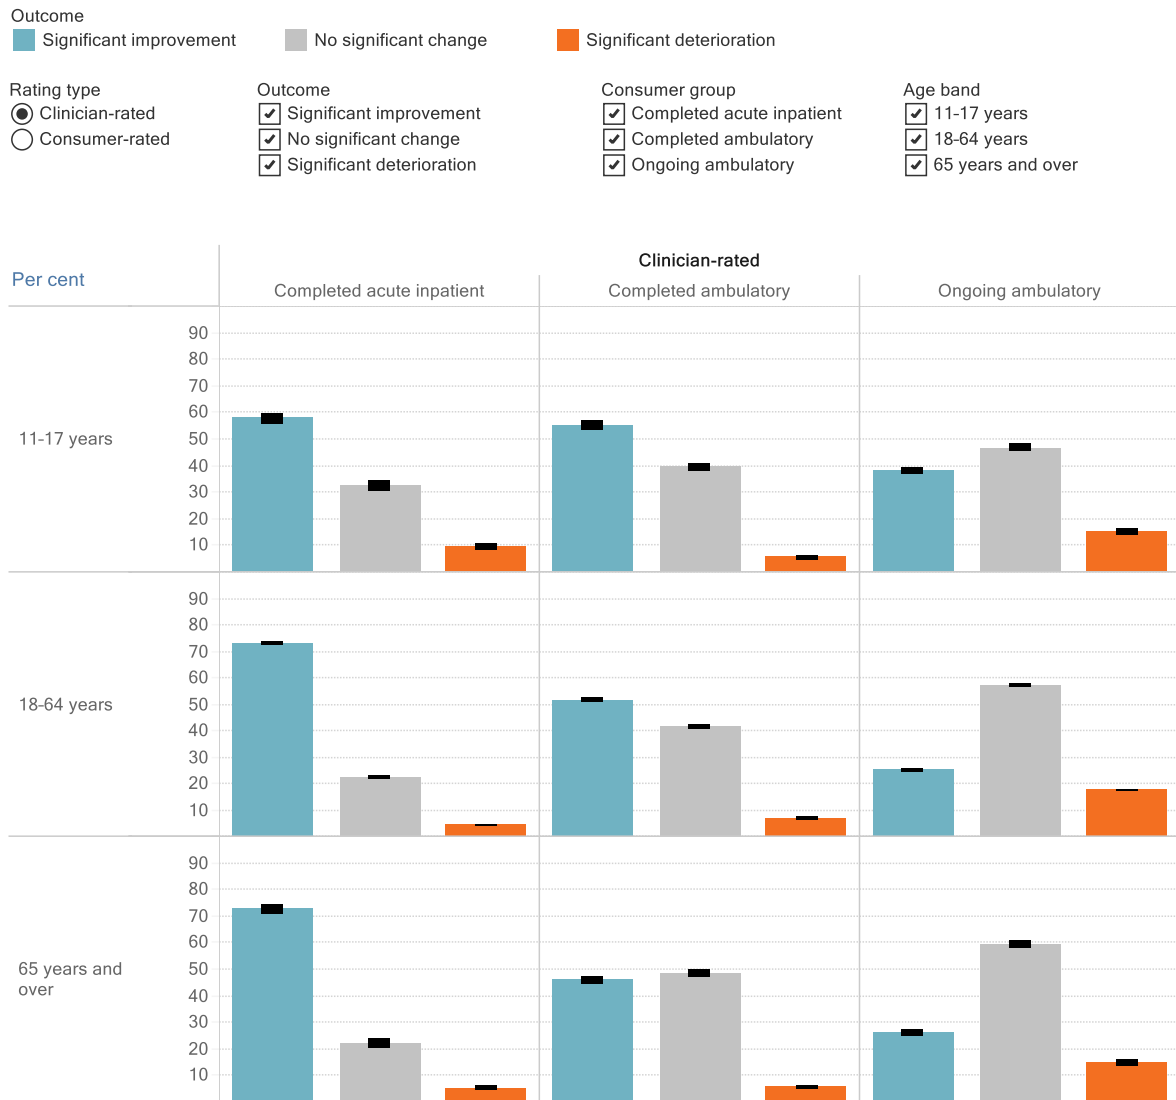 Outcome
Significant improvement No significant change Significant deterioration
Rating type Outcome Consumer group Age band
Clinician-rated Significant improvement Completed acute inpatient 11-17 years
Consumer-rated No significant change Completed ambulatory 18-64 years
Significant deterioration Ongoing ambulatory 65 years and over
Clinician-rated
Per cent
Completed acute inpatient Completed ambulatory Ongoing ambulatory
90
80
70
60
50
11-17 years
40
30
20
10
90
80
70
60
50
18-64 years
40
30
20
10
90
80
70
60
50
65 years and
over
40
30
20
10